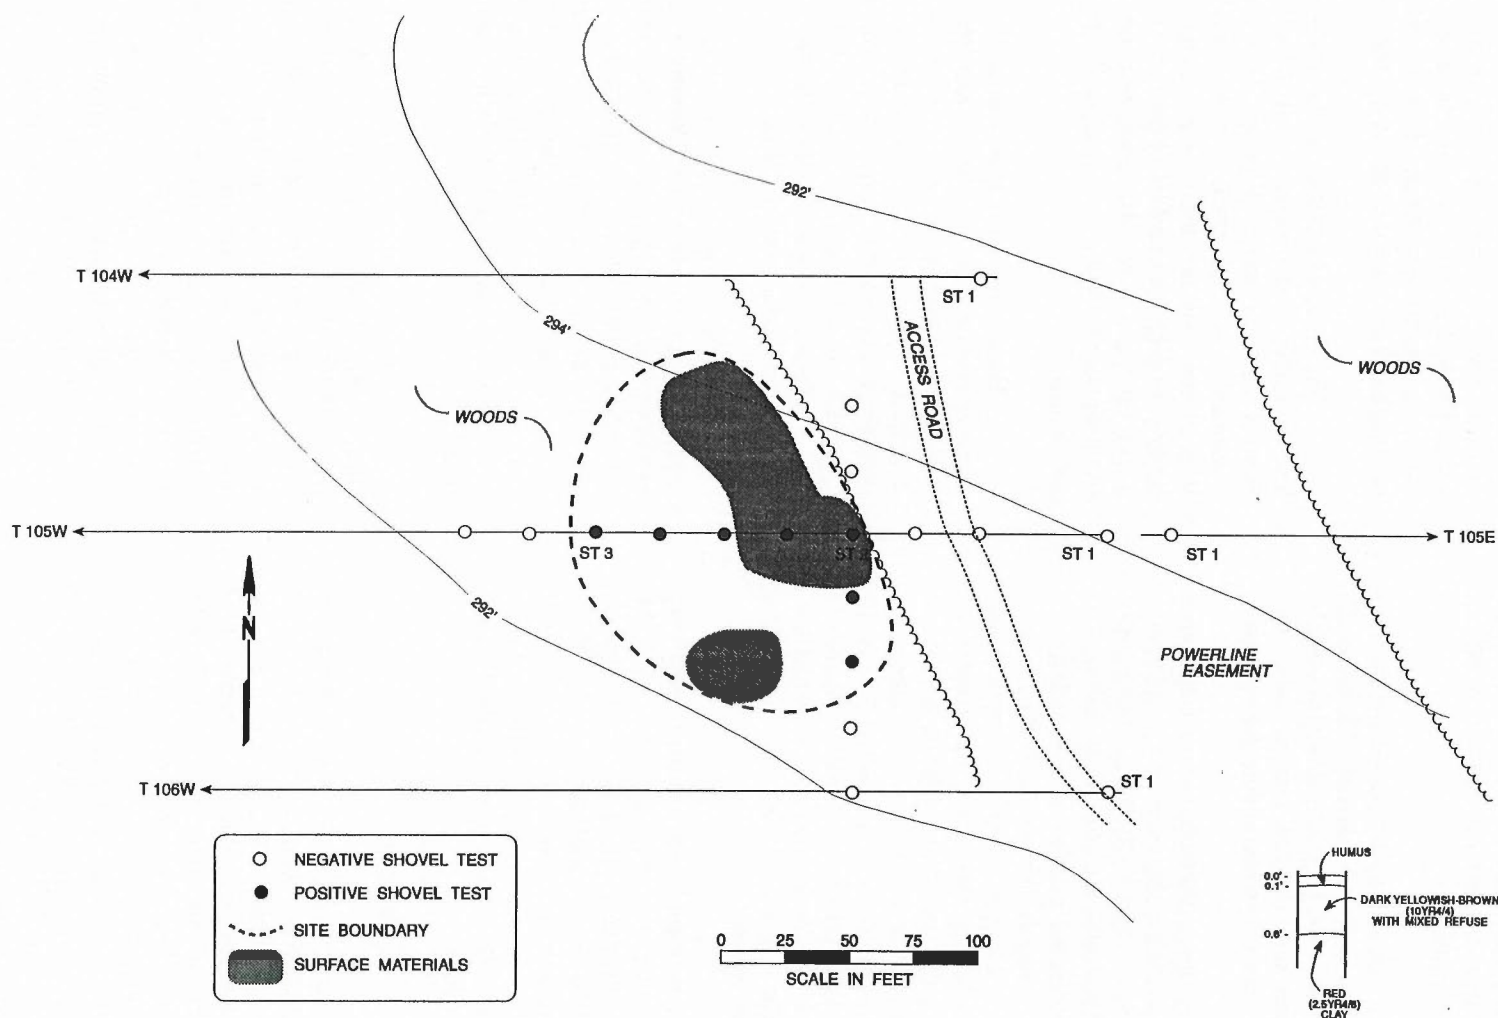 292'
T 104W
ST 1
294'
ACCESS ROAD
WOODS
WOODS
T 105W
ST 3
ST 2
ST 1
ST 1
T 105E
N
292'
POWERLINE
EASEMENT
T 106W
ST 1
NEGATIVE SHOVEL TEST
POSITIVE SHOVEL TEST
SITE BOUNDARY
SURFACE MATERIALS
0 25 50 75 100
SCALE IN FEET
HUMUS
0.0' -
0.1' -
DARK YELLOWISH-BROWN
(10YR4/4)
WITH MIXED REFUSE
0.6' -
RED
(2.5YR4/6)
CLAY